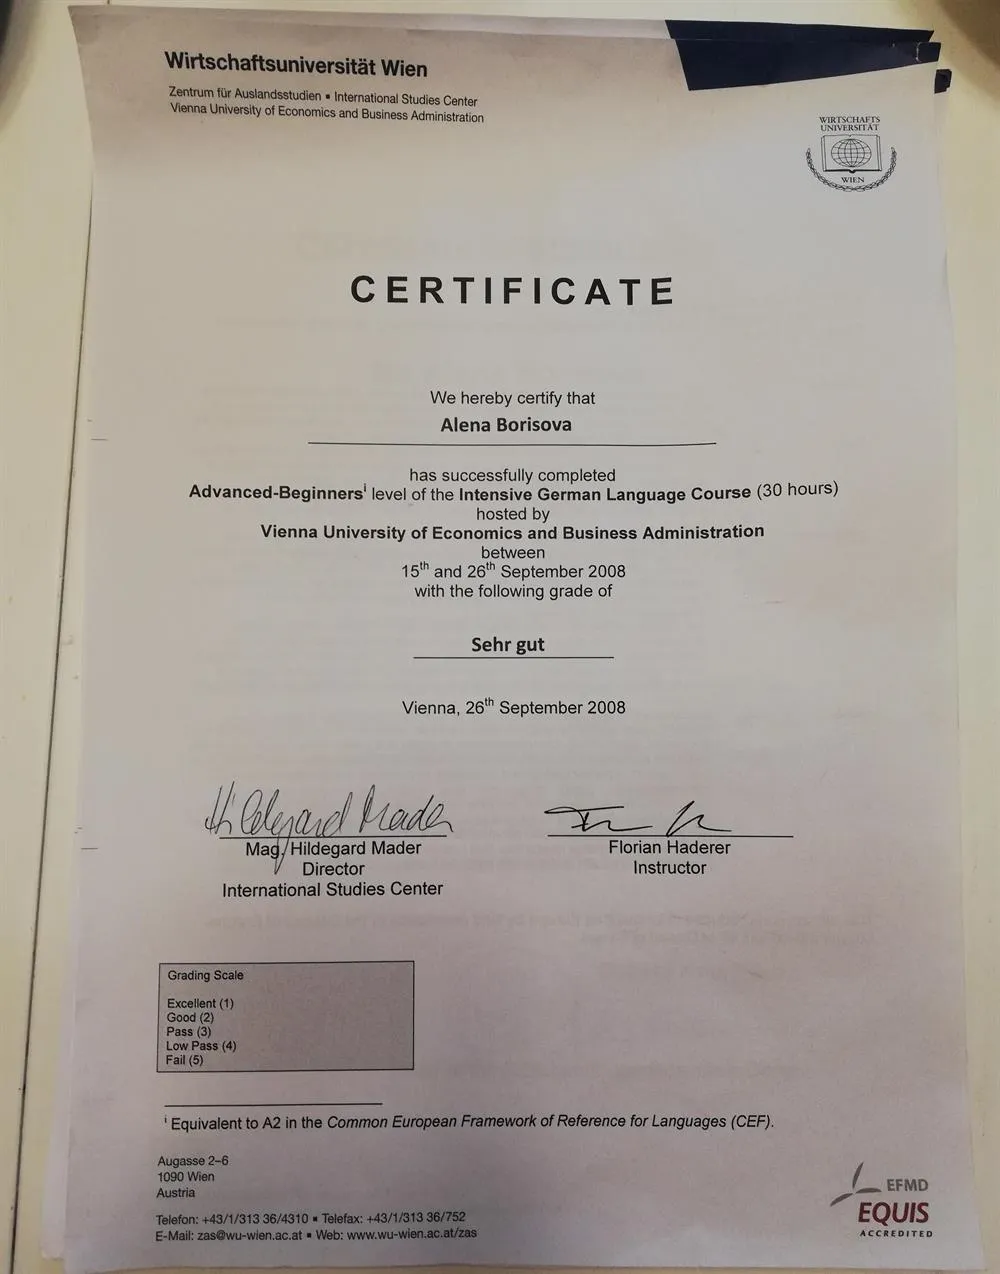 Wirtschaftsuniversität Wien
Zentrum für Auslandsstudien ▪ International Studies Center
Vienna University of Economics and Business Administration
WIRTSCHAFTS
UNIVERSITÄT
WIEN
CERTIFICATE
We hereby certify that
Alena Borisova
has successfully completed
Advanced-Beginnersⁱ level of the Intensive German Language Course (30 hours)
hosted by
Vienna University of Economics and Business Administration
between
15th and 26th September 2008
with the following grade of
Sehr gut
Vienna, 26th September 2008
Hildegard Mader
Mag. Hildegard Mader
Director
International Studies Center
Florian Haderer
Instructor
Grading Scale
Excellent (1)
Good (2)
Pass (3)
Low Pass (4)
Fail (5)
ⁱ Equivalent to A2 in the Common European Framework of Reference for Languages (CEF).
Augasse 2–6
1090 Wien
Austria
Telefon: +43/1/313 36/4310 ▪ Telefax: +43/1/313 36/752
E-Mail: zas@wu-wien.ac.at ▪ Web: www.wu-wien.ac.at/zas
EFMD
EQUIS
ACCREDITED